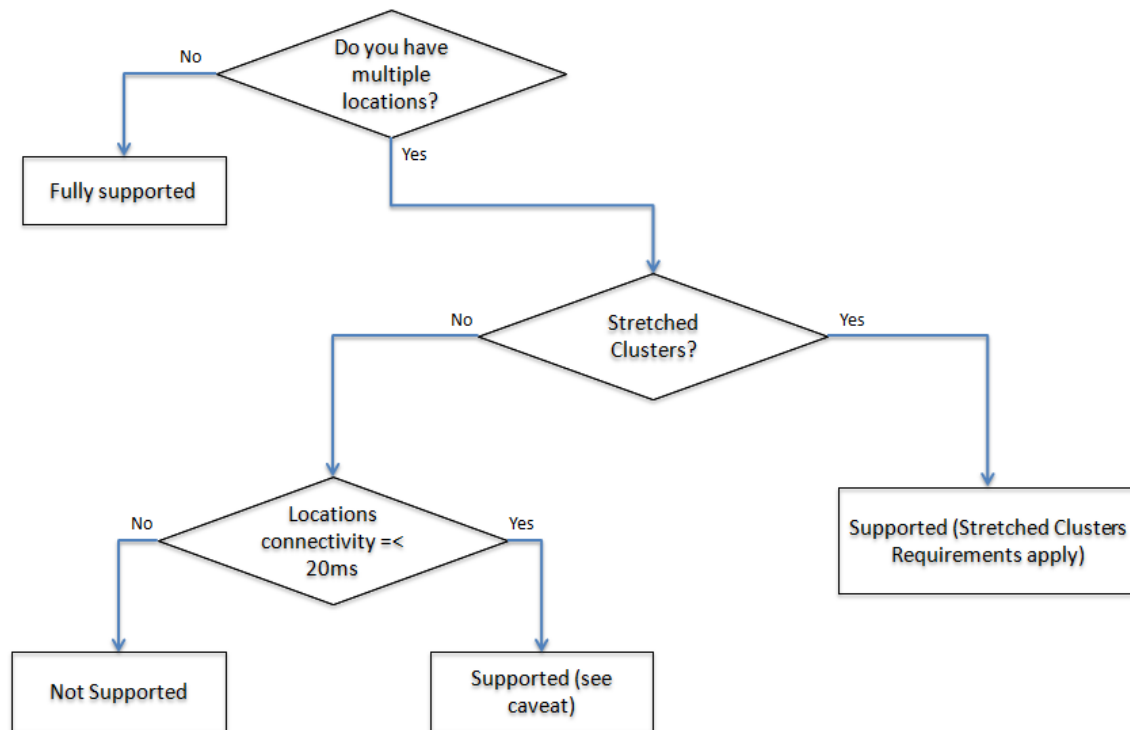 Do you have
multiple
locations?
No
Yes
Fully supported
Stretched
Clusters?
No
Yes
Locations
connectivity =<
20ms
No
Yes
Supported (Stretched Clusters
Requirements apply)
Not Supported
Supported (see
caveat)